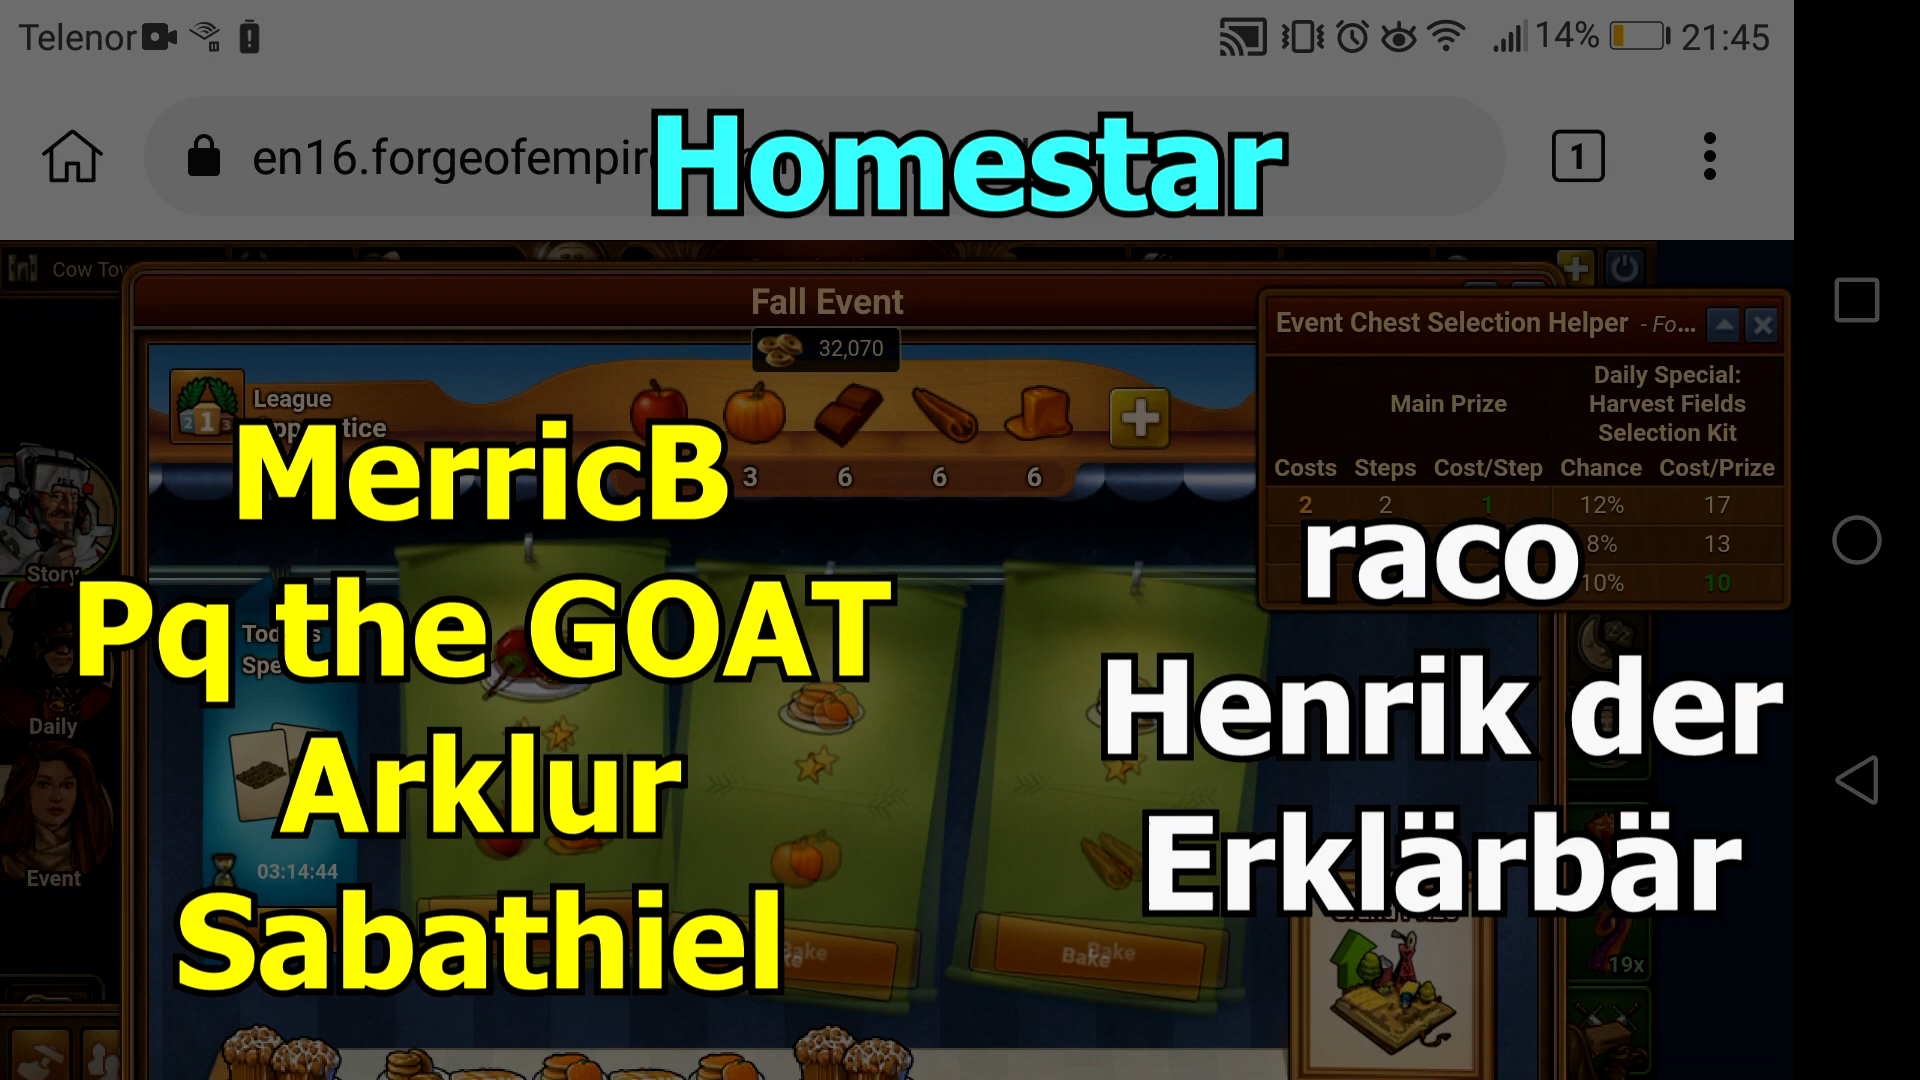 Telenor
14% 21:45
en16.forgeofempir
1
Homestar
Cow Tow
Fall Event
32,070
League
tice
3 6 6 6
Event Chest Selection Helper - Fo...
Main Prize
Daily Special:
Harvest Fields
Selection Kit
Costs Steps Cost/Step Chance Cost/Prize
2 2 1 12% 17
8% 13
10% 10
MerricB
Pq the GOAT
Arklur
Sabathiel
raco
Henrik der
Erklärbär
Story
Daily
Event
03:14:44
Bake
Bake
19x